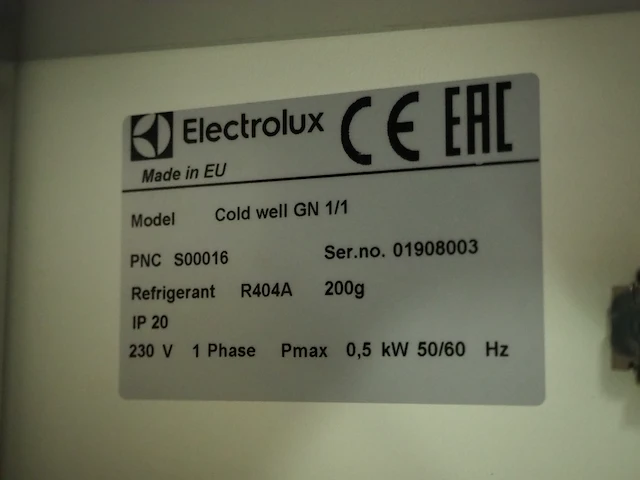 Electrolux CE EAC
Made in EU
Model Cold well GN 1/1
PNC S00016 Ser.no. 01908003
Refrigerant R404A 200g
IP 20
230 V 1 Phase Pmax 0,5 kW 50/60 Hz